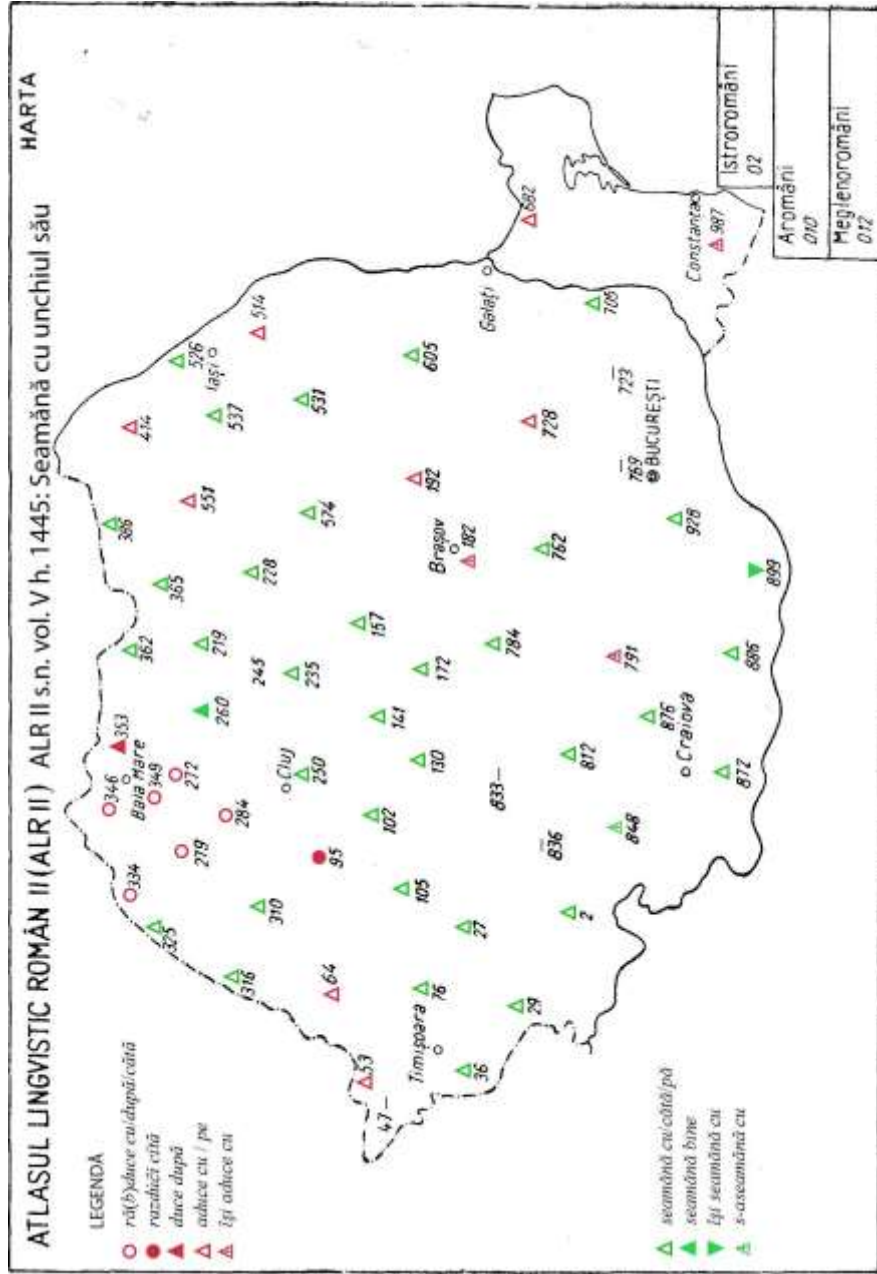 ATLASUL LINGVISTIC ROMÂN II (ALR II) ALR II s.n. vol. V h. 1445: Seamănă cu unchiul său HARTA
LEGENDĂ
ră(b)duce cu/după/cătă
razduci cită
duce după
aduce cu / pe
își aduce cu
346
Baia Mare
353
334
349
272
362
386
414
325
279
365
551
526
260
219
537
Iași
284
316
310
245
228
514
Cluj
250
235
574
531
64
95
53
102
141
157
47
105
130
172
192
605
Timișoara
76
Brașov
182
36
27
833
784
Galați
29
762
728
682
836
2
812
848
791
769
723
705
BUCUREȘTI
876
Craiova
928
872
886
899
Constanța
987
seamănă cu/cătă/pă
seamănă bine
își seamănă cu
s-aseamănă cu
Istroromâni
02
Aromâni
010
Meglenoromâni
012